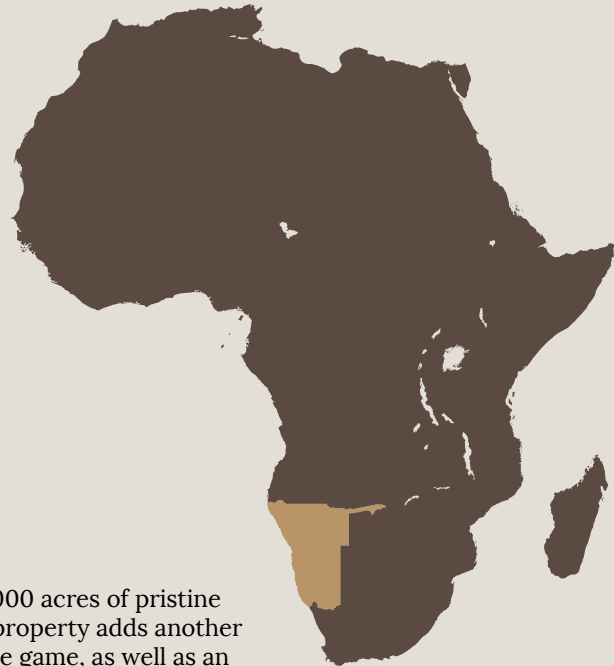 000 acres of pristine
property adds another
e game, as well as an